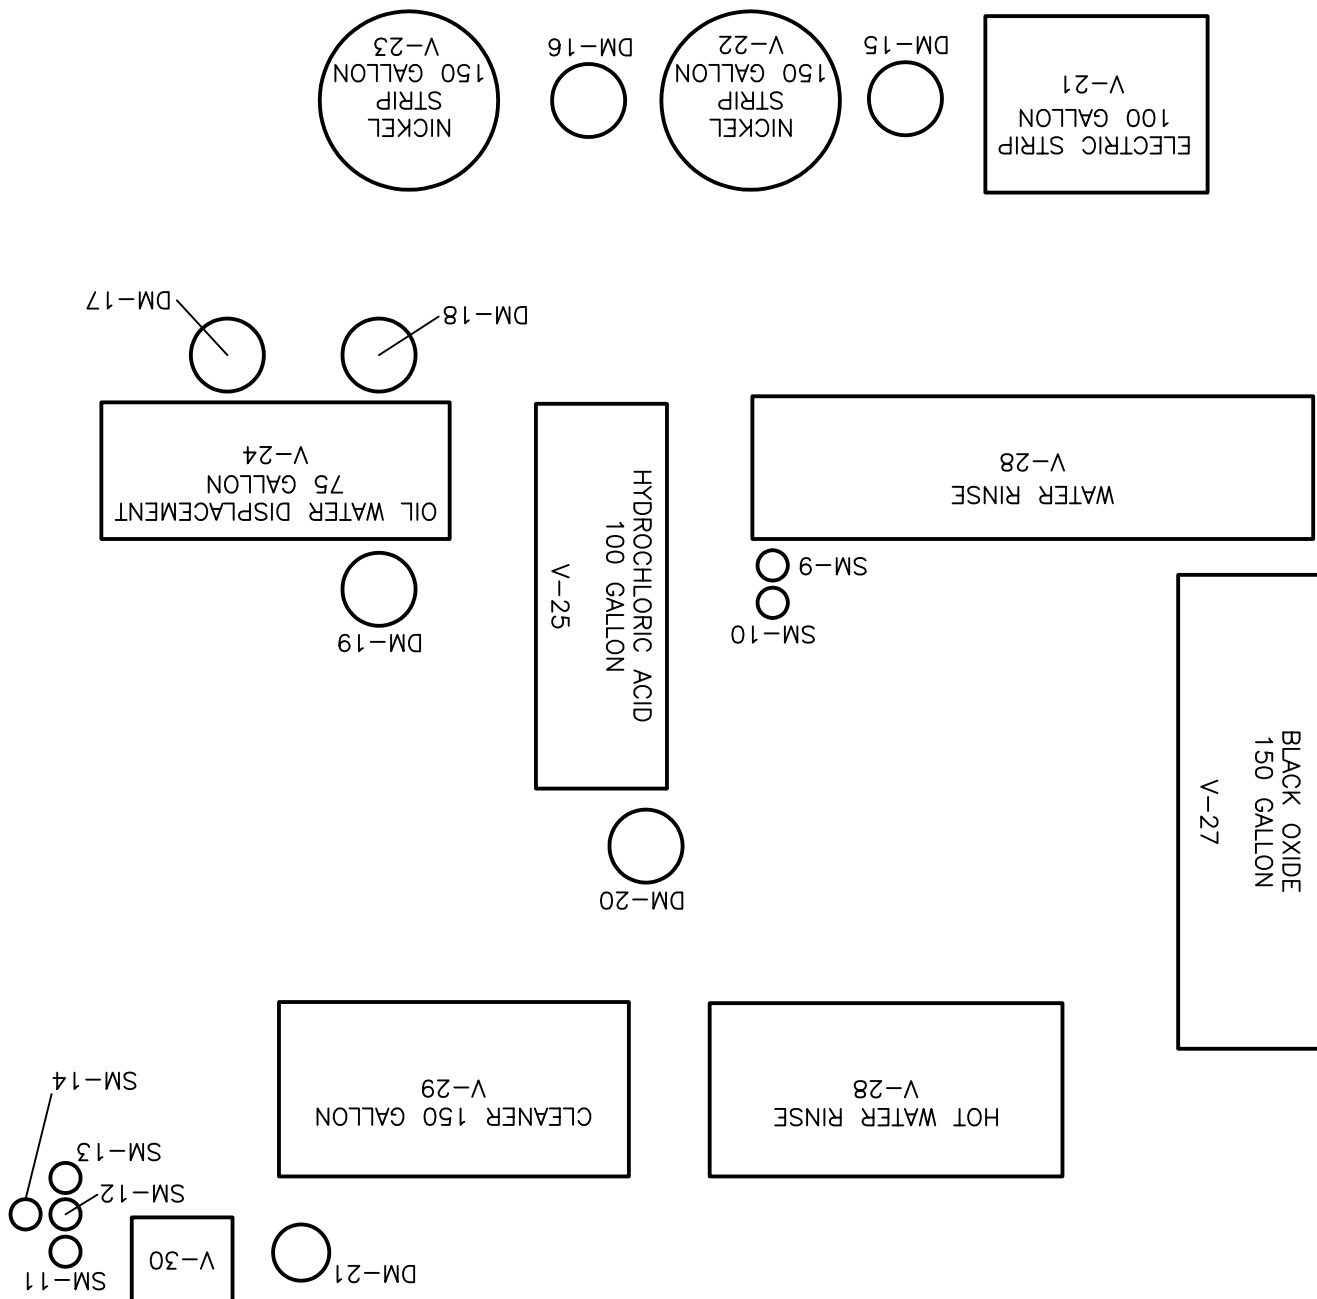 SM-11
DM-21
V-30
SM-12
SM-13
SM-14
HOT WATER RINSE
V-28
CLEANER 150 GALLON
V-29
BLACK OXIDE
150 GALLON
V-27
DM-20
HYDROCHLORIC ACID
100 GALLON
V-25
DM-19
SM-10
SM-9
WATER RINSE
V-28
OIL WATER DISPLACEMENT
75 GALLON
V-24
DM-18
DM-17
ELECTRIC STRIP
100 GALLON
V-21
DM-15
NICKEL
STRIP
150 GALLON
V-22
DM-16
NICKEL
STRIP
150 GALLON
V-23